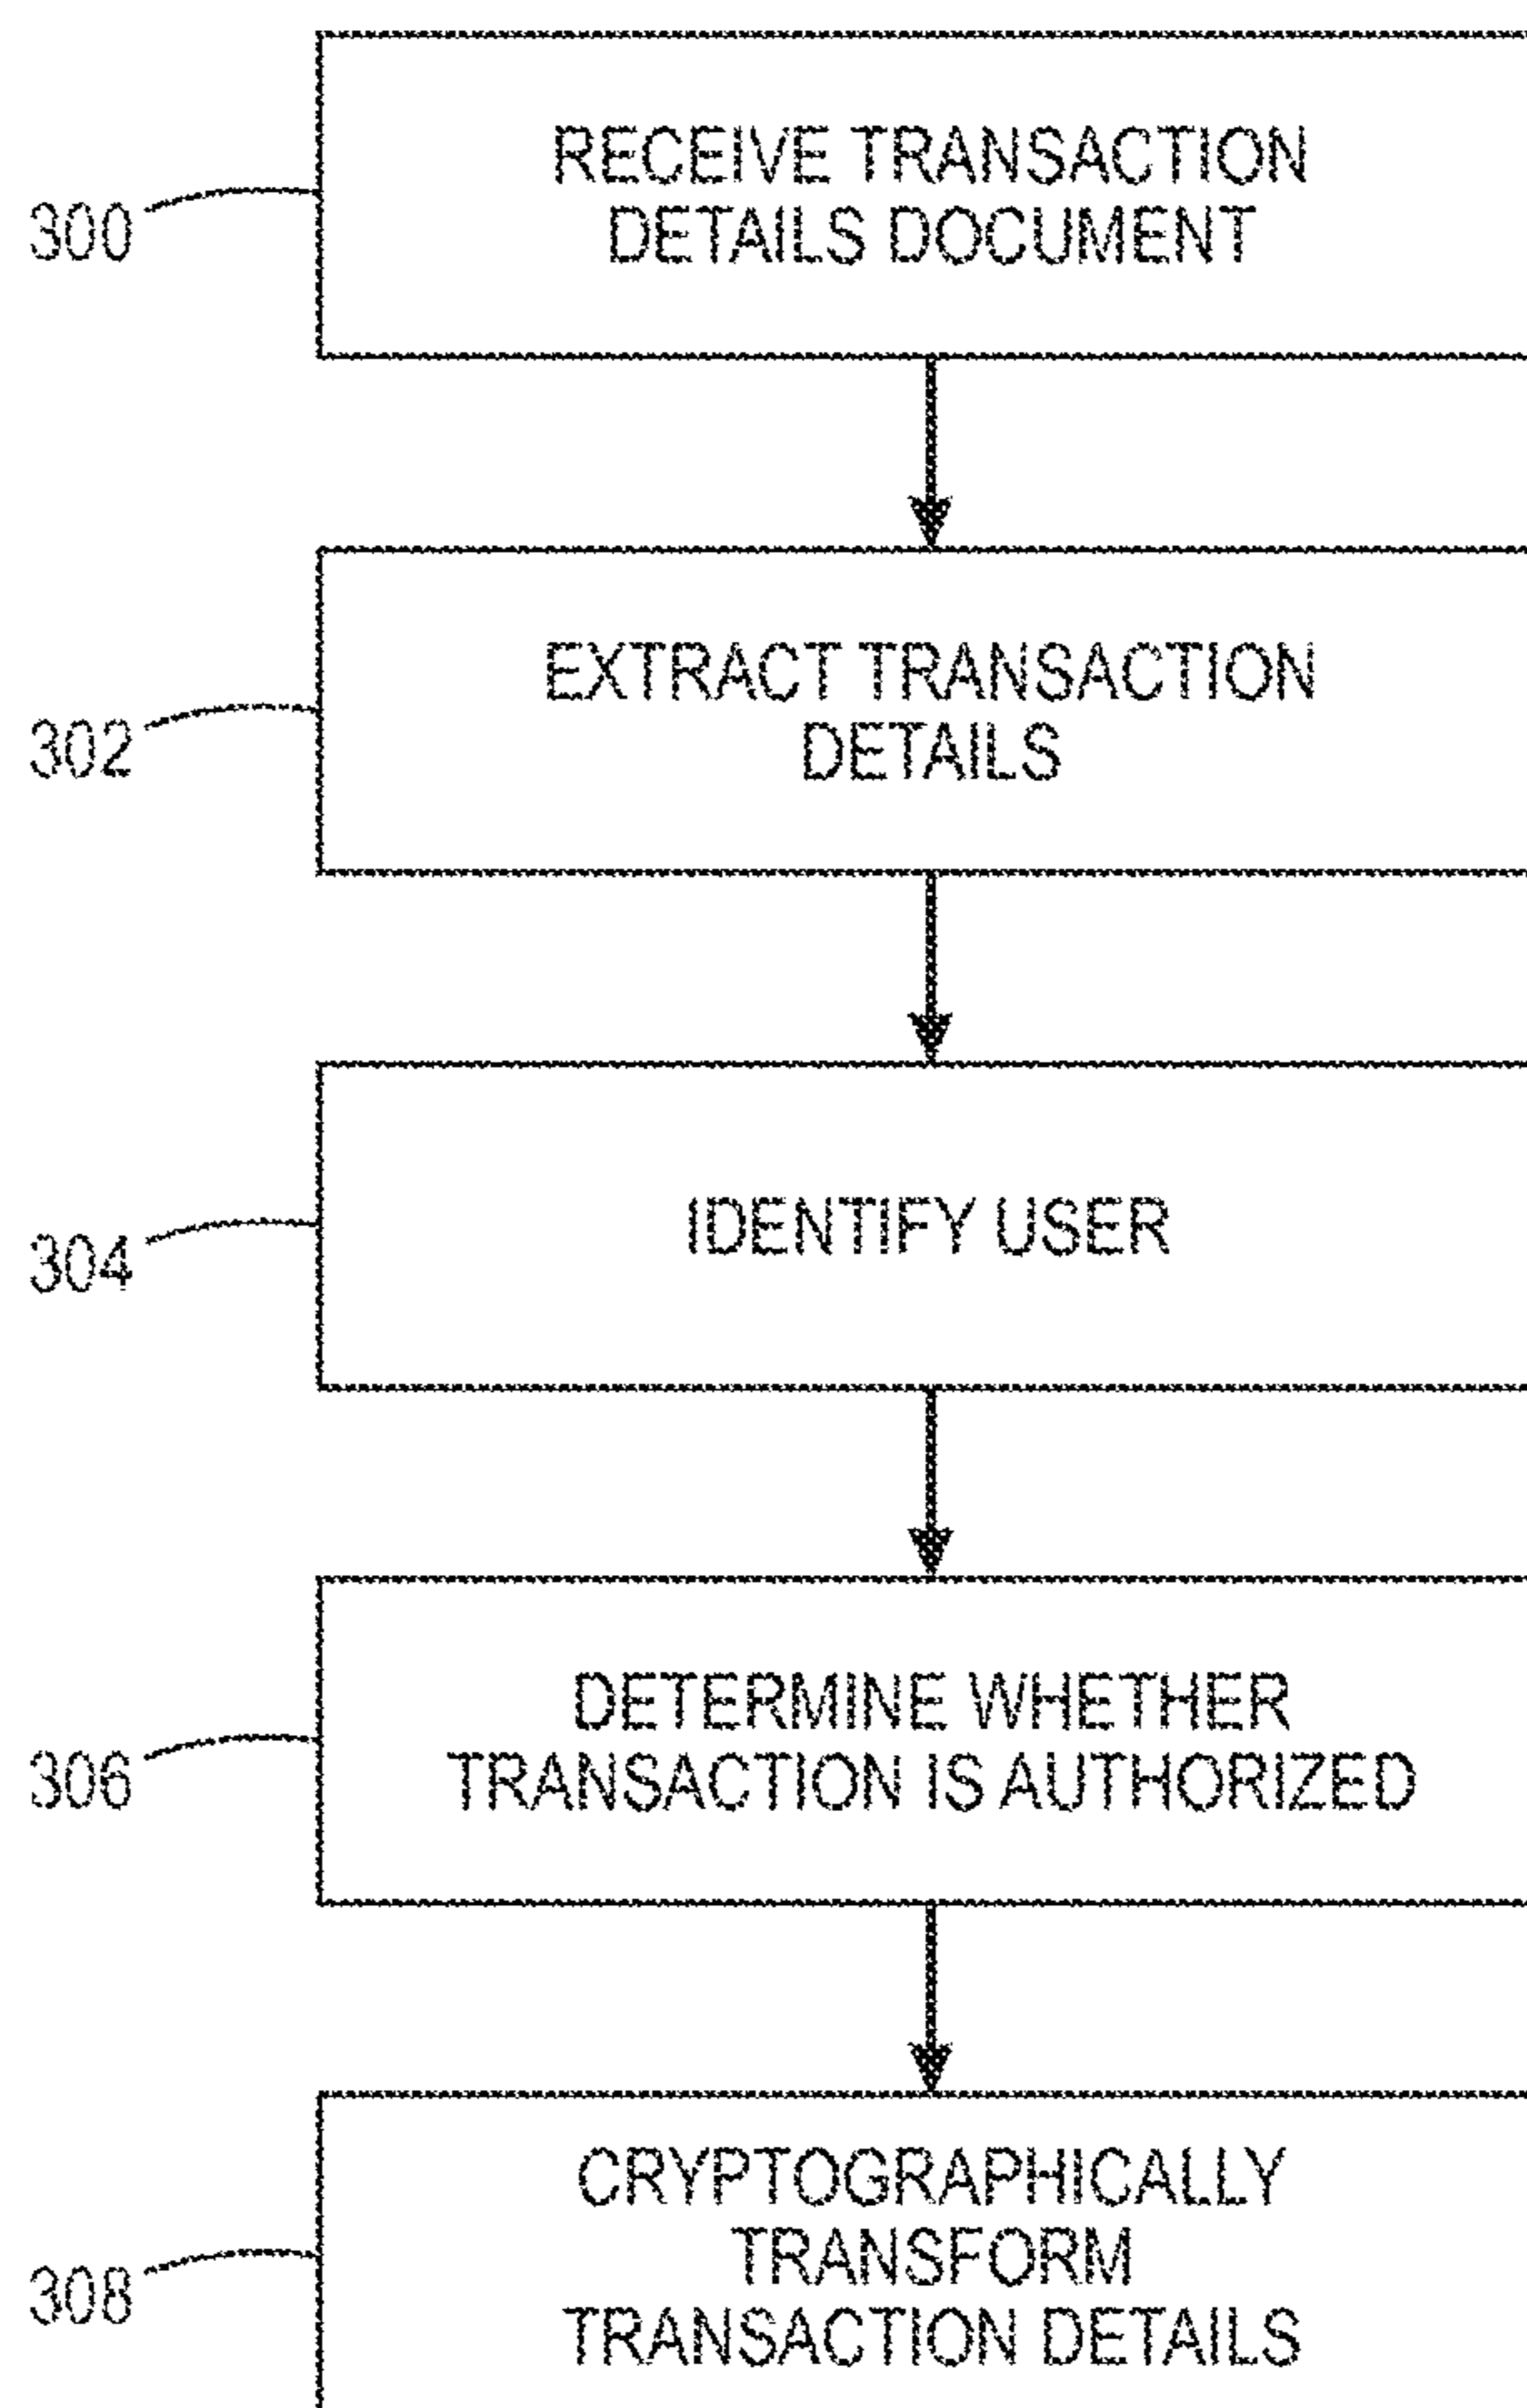 RECEIVE TRANSACTION
DETAILS DOCUMENT
300
EXTRACT TRANSACTION
DETAILS
302
IDENTIFY USER
304
DETERMINE WHETHER
TRANSACTION IS AUTHORIZED
306
CRYPTOGRAPHICALLY
TRANSFORM
TRANSACTION DETAILS
308